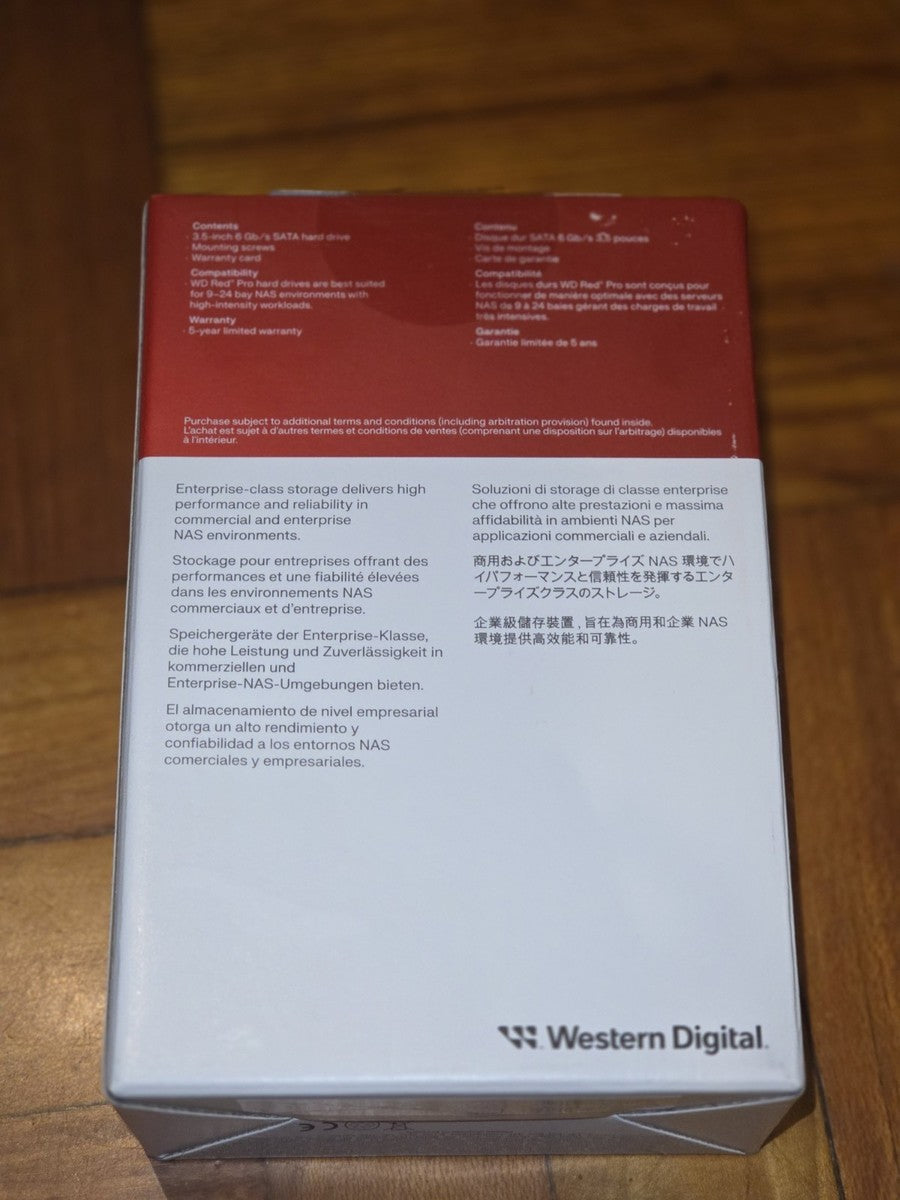 Contents
· 3.5-inch 6 Gb/s SATA hard drive
· Mounting screws
· Warranty card
Compatibility
· WD Red™ Pro hard drives are best suited
for 9–24 bay NAS environments with
high-intensity workloads.
Warranty
· 5-year limited warranty
Contenu
· Disque dur SATA 6 Gb/s 3,5 pouces
· Vis de montage
· Carte de garantie
Compatibilité
· Les disques durs WD Red™ Pro sont conçus pour
fonctionner de manière optimale avec des serveurs
NAS de 9 à 24 baies gérant des charges de travail
très intensives.
Garantie
· Garantie limitée de 5 ans
Purchase subject to additional terms and conditions (including arbitration provision) found inside.
L'achat est sujet à d'autres termes et conditions de ventes (comprenant une disposition sur l'arbitrage) disponibles
à l'intérieur.
Enterprise-class storage delivers high
performance and reliability in
commercial and enterprise
NAS environments.
Stockage pour entreprises offrant des
performances et une fiabilité élevées
dans les environnements NAS
commerciaux et d'entreprise.
Speichergeräte der Enterprise-Klasse,
die hohe Leistung und Zuverlässigkeit in
kommerziellen und
Enterprise-NAS-Umgebungen bieten.
El almacenamiento de nivel empresarial
otorga un alto rendimiento y
confiabilidad a los entornos NAS
comerciales y empresariales.
Soluzioni di storage di classe enterprise
che offrono alte prestazioni e massima
affidabilità in ambienti NAS per
applicazioni commerciali e aziendali.
商用およびエンタープライズ NAS 環境でハ
イパフォーマンスと信頼性を発揮するエンタ
ープライズクラスのストレージ。
企業級儲存裝置，旨在為商用和企業 NAS
環境提供高效能和可靠性。
Western Digital.